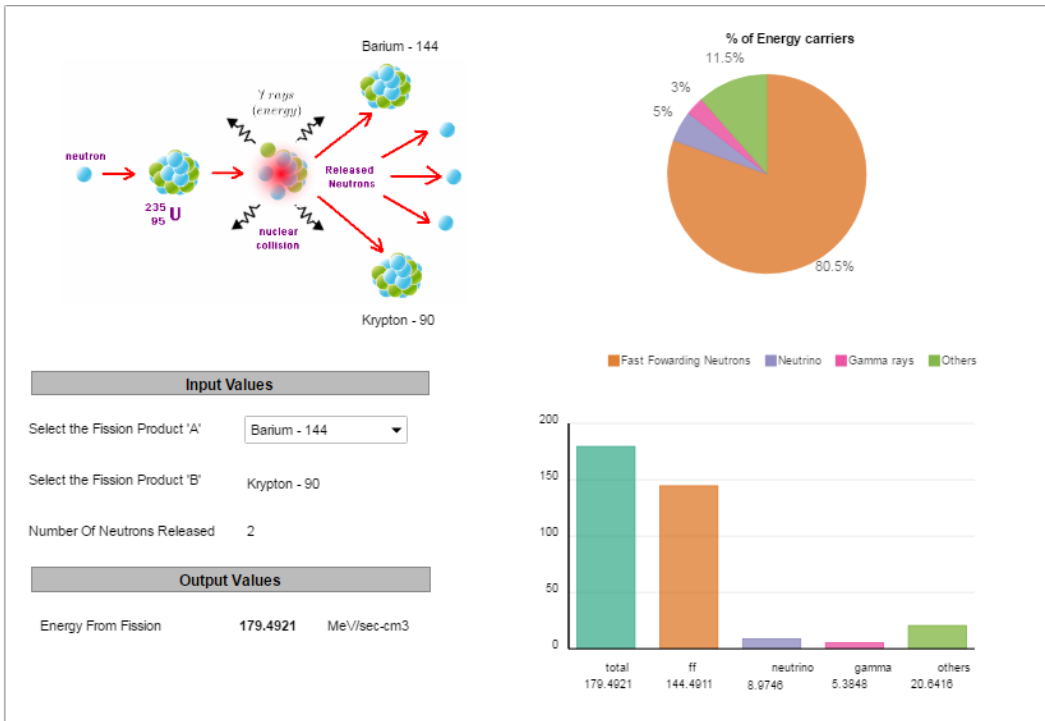 Barium - 144
γ rays
(energy)
neutron
Released
Neutrons
235
95 U
nuclear
collision
Krypton - 90
% of Energy carriers
11.5%
3%
5%
80.5%
Fast Fowarding Neutrons Neutrino Gamma rays Others
Input Values
Select the Fission Product 'A' Barium - 144
Select the Fission Product 'B' Krypton - 90
Number Of Neutrons Released 2
Output Values
Energy From Fission 179.4921 MeV/sec-cm3
200
150
100
50
0
total ff neutrino gamma others
179.4921 144.4911 8.9746 5.3848 20.6416